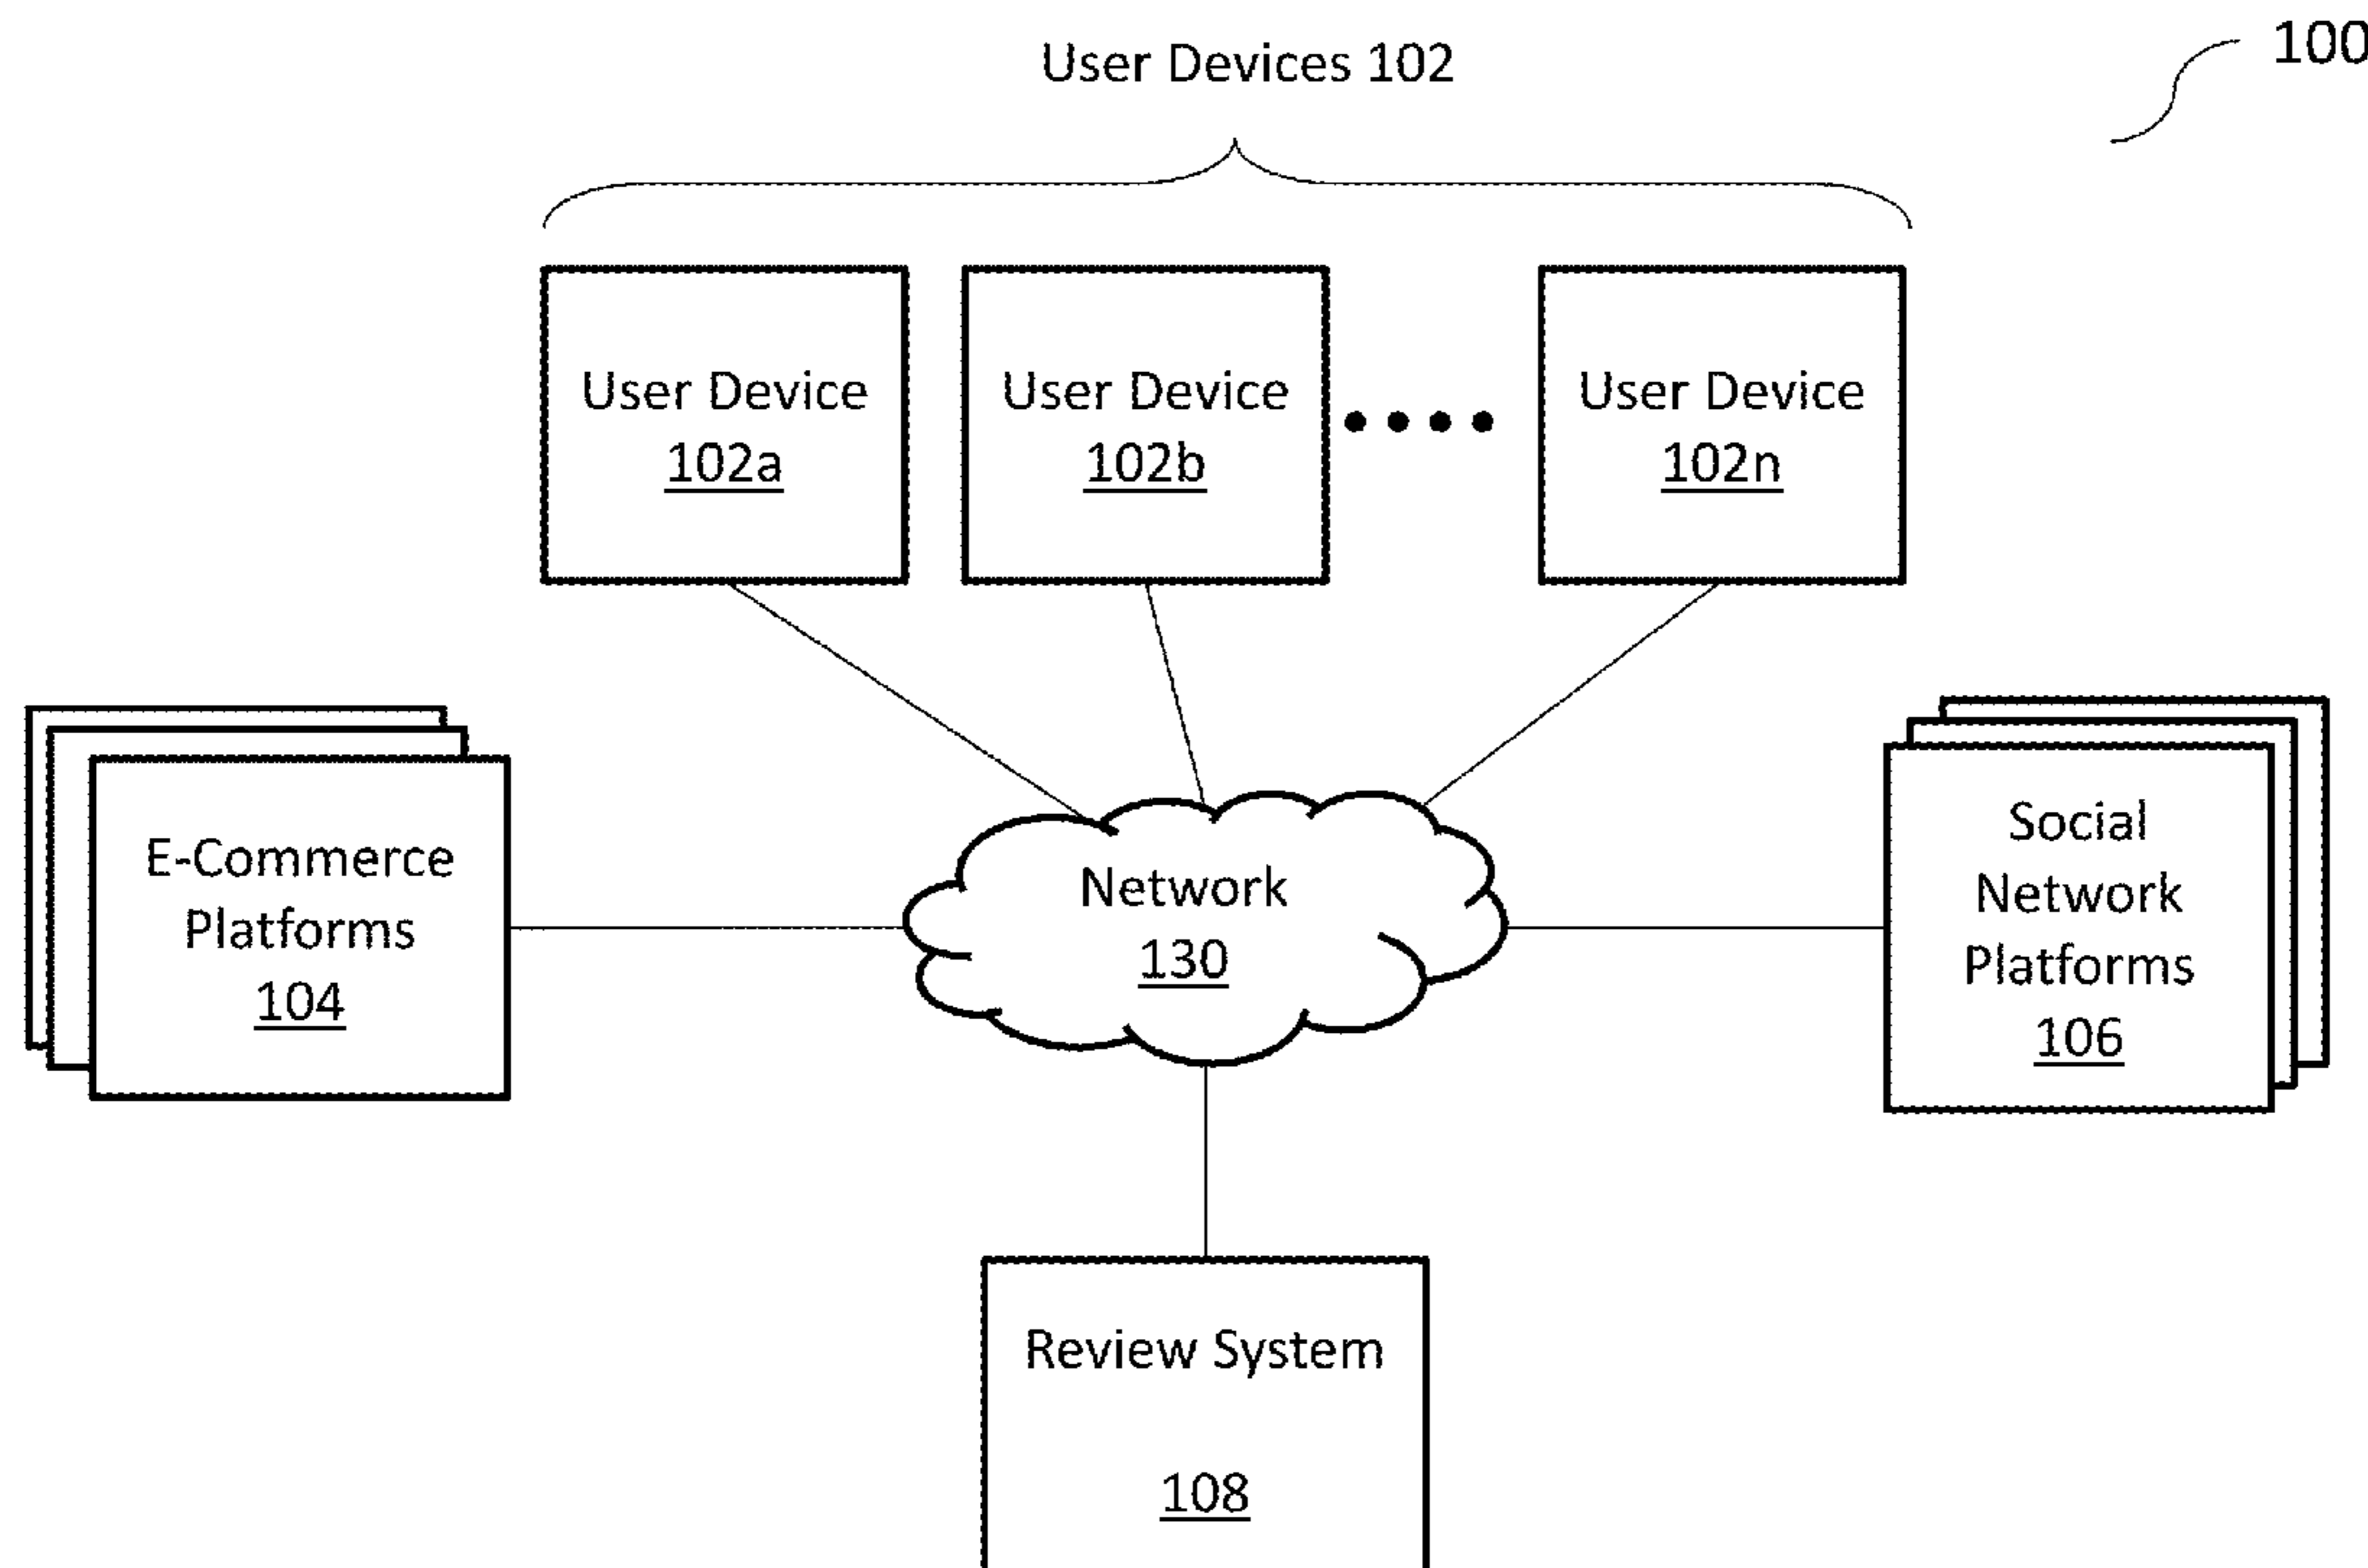 100
User Devices 102
User Device
102a
User Device
102b
User Device
102n
E-Commerce
Platforms
104
Network
130
Social
Network
Platforms
106
Review System
108